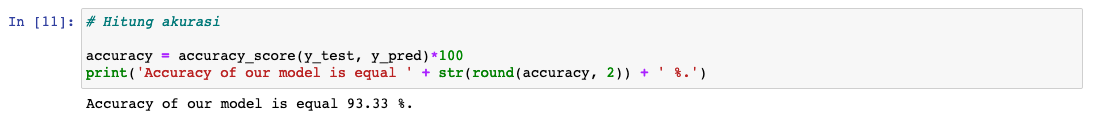 In [11]: # Hitung akurasi
accuracy = accuracy_score(y_test, y_pred)*100
print('Accuracy of our model is equal ' + str(round(accuracy, 2)) + ' %.')
Accuracy of our model is equal 93.33 %.